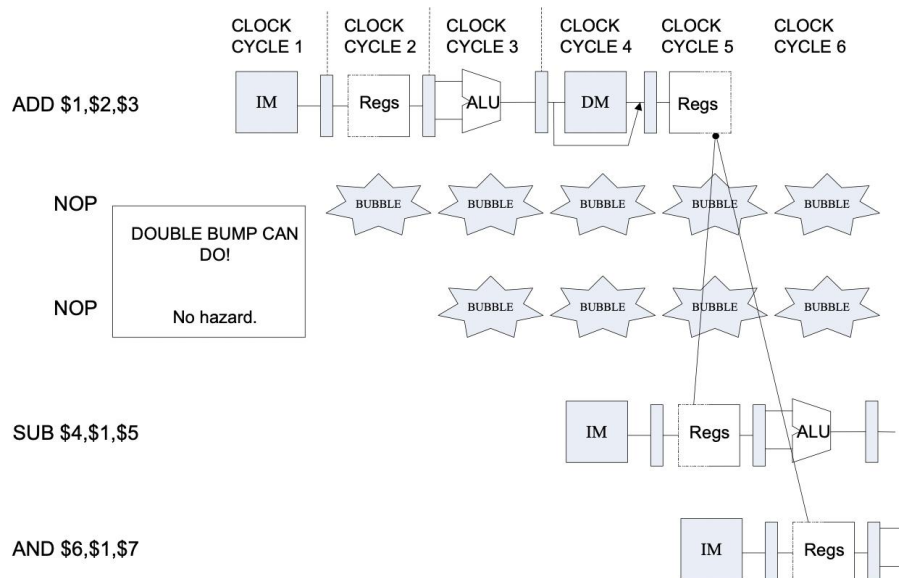 CLOCK CYCLE 1
CLOCK CYCLE 2
CLOCK CYCLE 3
CLOCK CYCLE 4
CLOCK CYCLE 5
CLOCK CYCLE 6
ADD $1,$2,$3
IM
Regs
ALU
DM
Regs
NOP
BUBBLE
BUBBLE
BUBBLE
BUBBLE
BUBBLE
DOUBLE BUMP CAN
DO!
No hazard.
NOP
BUBBLE
BUBBLE
BUBBLE
BUBBLE
SUB $4,$1,$5
IM
Regs
ALU
AND $6,$1,$7
IM
Regs